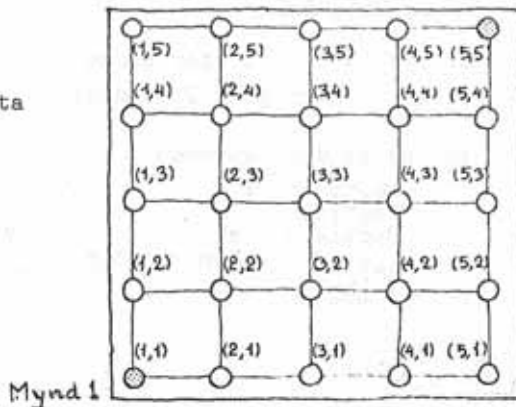 (1,5) (2,5) (3,5) (4,5) (5,5)
ta
(1,4) (2,4) (3,4) (4,4) (5,4)
(1,3) (2,3) (3,3) (4,3) (5,3)
(1,2) (2,2) (3,2) (4,2) (5,2)
(1,1) (2,1) (3,1) (4,1) (5,1)
Mynd 1